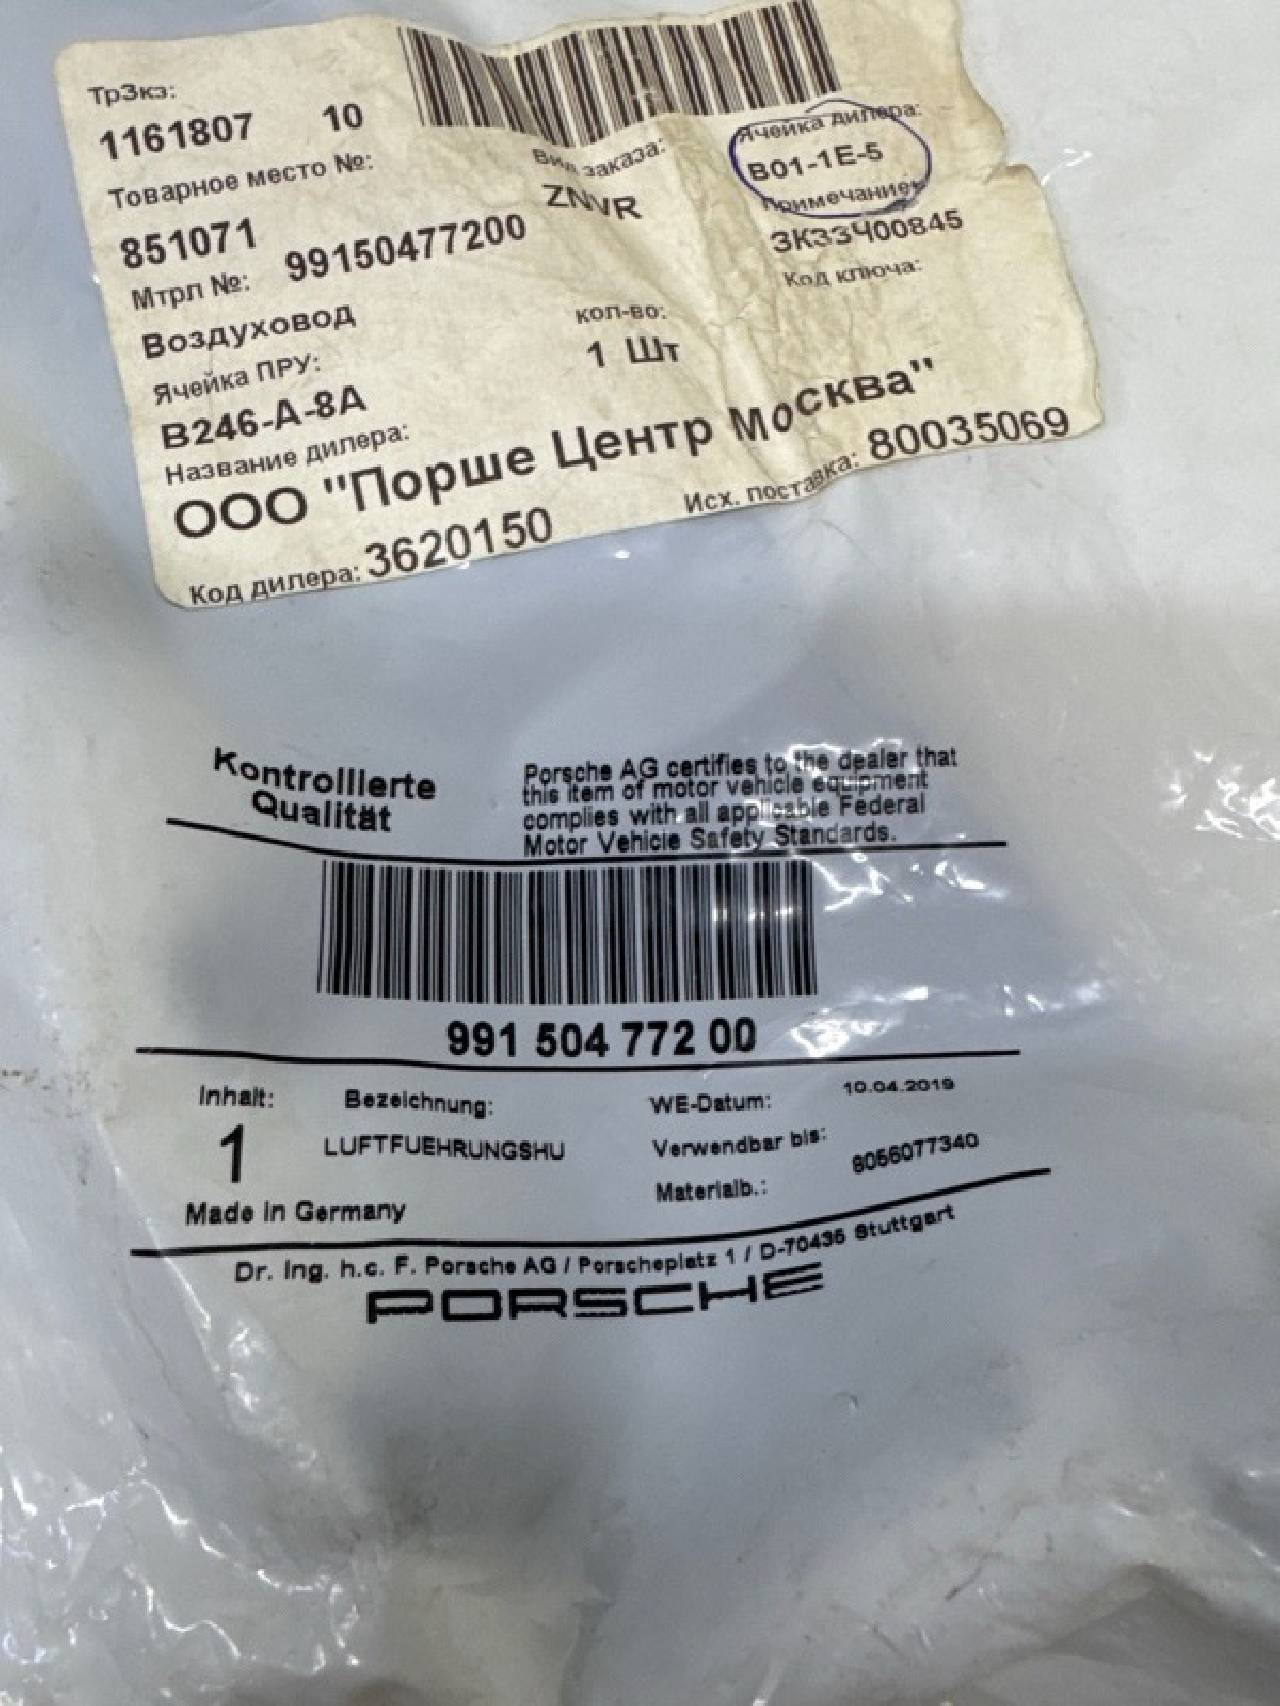 ТрЗкз:
1161807 10
Товарное место №:
Вид заказа:
Ячейка дилера:
851071
ZNVR
B01-1E-5
Мтрл №: 99150477200
Примечание:
ЗКЗЗЧ00845
Воздуховод
кол-во:
Код ключа:
Ячейка ПРУ:
1 Шт
B246-A-8A
Название дилера:
ООО "Порше Центр Москва"
Код дилера: 3620150
Исх. поставка: 80035069
Kontrollierte
Qualität
Porsche AG certifies to the dealer that
this item of motor vehicle equipment
complies with all applicable Federal
Motor Vehicle Safety Standards.
991 504 772 00
Inhalt: Bezeichnung: WE-Datum: 10.04.2019
1 LUFTFUEHRUNGSHU Verwendbar bis:
8056077340
Made in Germany Materialb.:
Dr. Ing. h.c. F. Porsche AG / Porscheplatz 1 / D-70435 Stuttgart
PORSCHE